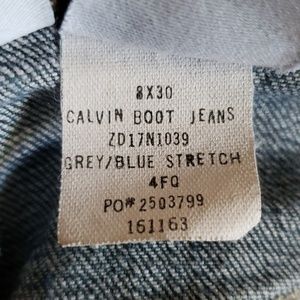 8X30
CALVIN BOOT JEANS
ZD17N1039
GREY/BLUE STRETCH
4FQ
PO# 2503799
161163